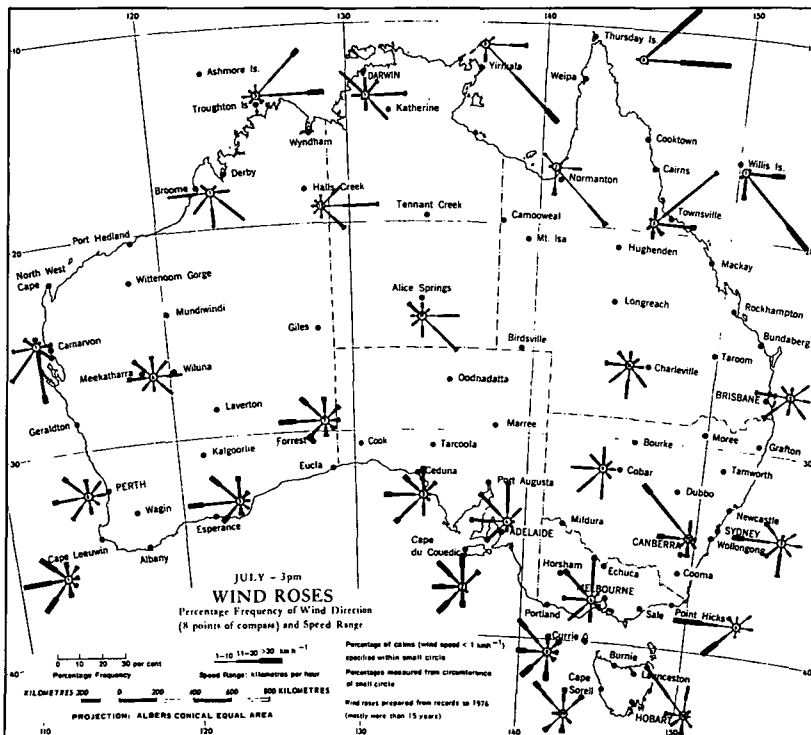 120
130
140
150
10
10
Thursday Is.
Ashmore Is.
Yirrkala
DARWIN
Weipa
Troughton Is
Katherine
Wyndham
Cooktown
Willis Is.
Derby
Cairns
Normanton
Broome
Halls Creek
Tennant Creek
Townsville
Camooweal
Port Hedland
Mt. Isa
20
Hughenden
North West
Cape
Wittenoom Gorge
Mackay
Alice Springs
Longreach
Mundiwindi
Rockhampton
Giles
Carnarvon
Birdsville
Bundaberg
Taroom
Meekatharra
Wiluna
Charleville
Oodnadatta
BRISBANE
Laverton
Marree
Geraldton
Forrest
Cook
Tarcoola
Bourke
Moree
Grafton
30
Kalgoorlie
Eucla
Ceduna
Port Augusta
Cobar
Tamworth
PERTH
Dubbo
Wagin
Esperance
Mildura
Newcastle
ADELAIDE
SYDNEY
Cape
du Couedic
CANBERRA
Wollongong
Cape Leeuwin
Albany
Horsham
Echuca
Cooma
MELBOURNE
Portland
Sale
Point Hicks
JULY - 3pm
WIND ROSES
Percentage Frequency of Wind Direction
(8 points of compass) and Speed Range
Currie
0 10 20 30 per cent
Percentage Frequency
1-10 11-30 >30 km h-1
Speed Range: kilometres per hour
Percentage of calms (wind speed < 1 kmh-1)
specified within small circle
Percentages measured from circumference
of small circle
Burnie
Launceston
40
KILOMETRES 200 0 200 400 600 800 KILOMETRES
PROJECTION: ALBERS CONICAL EQUAL AREA
Wind roses prepared from records to 1976
(mostly more than 15 years)
Cape
Sorell
HOBART
110
120
130
140
150